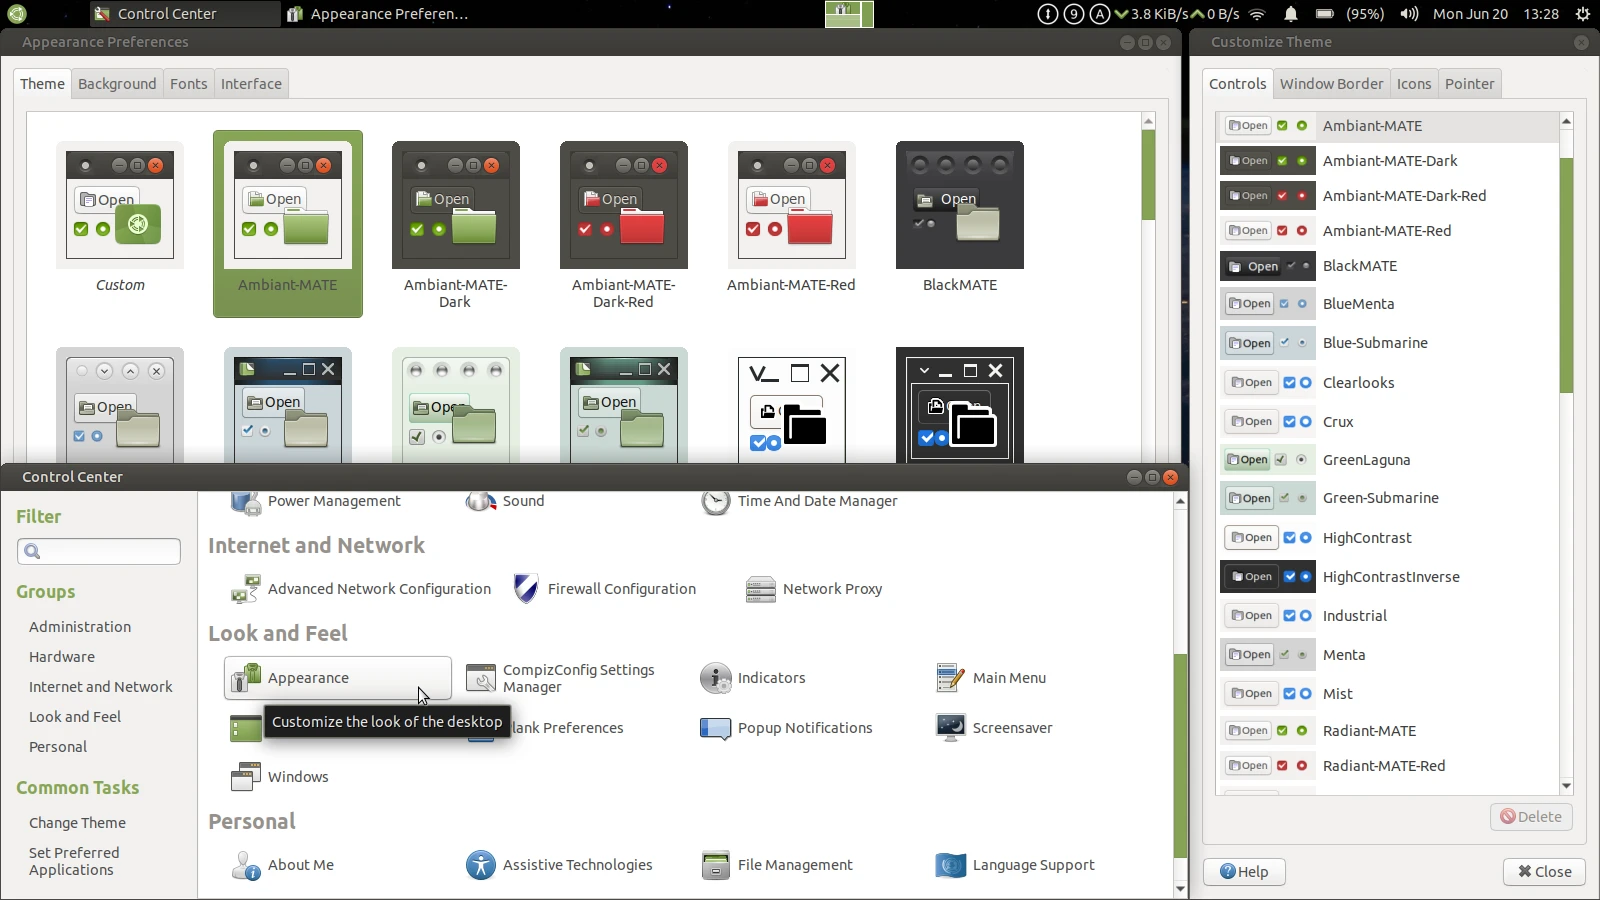 Control Center
Appearance Preferen...
9
A
3.8 KiB/s
0 B/s
(95%)
Mon Jun 20
13:28
Appearance Preferences
Theme
Background
Fonts
Interface
Open
Open
Open
Open
Open
Open
Custom
Ambiant-MATE
Ambiant-MATE-
Dark
Ambiant-MATE-
Dark-Red
Ambiant-MATE-Red
BlackMATE
Open
Open
Open
Customize Theme
Controls
Window Border
Icons
Pointer
Open
Ambiant-MATE
Open
Ambiant-MATE-Dark
Open
Ambiant-MATE-Dark-Red
Open
Ambiant-MATE-Red
Open
BlackMATE
Open
BlueMenta
Open
Blue-Submarine
Open
Clearlooks
Open
Crux
Open
GreenLaguna
Open
Green-Submarine
Open
HighContrast
Open
HighContrastInverse
Open
Industrial
Open
Menta
Open
Mist
Open
Radiant-MATE
Open
Radiant-MATE-Red
Delete
Help
Close
Control Center
Filter
Groups
Administration
Hardware
Internet and Network
Look and Feel
Personal
Common Tasks
Change Theme
Set Preferred
Applications
Power Management
Sound
Time And Date Manager
Internet and Network
Advanced Network Configuration
Firewall Configuration
Network Proxy
Look and Feel
Appearance
CompizConfig Settings
Manager
Indicators
Main Menu
Customize the look of the desktop
lank Preferences
Popup Notifications
Screensaver
Windows
Personal
About Me
Assistive Technologies
File Management
Language Support